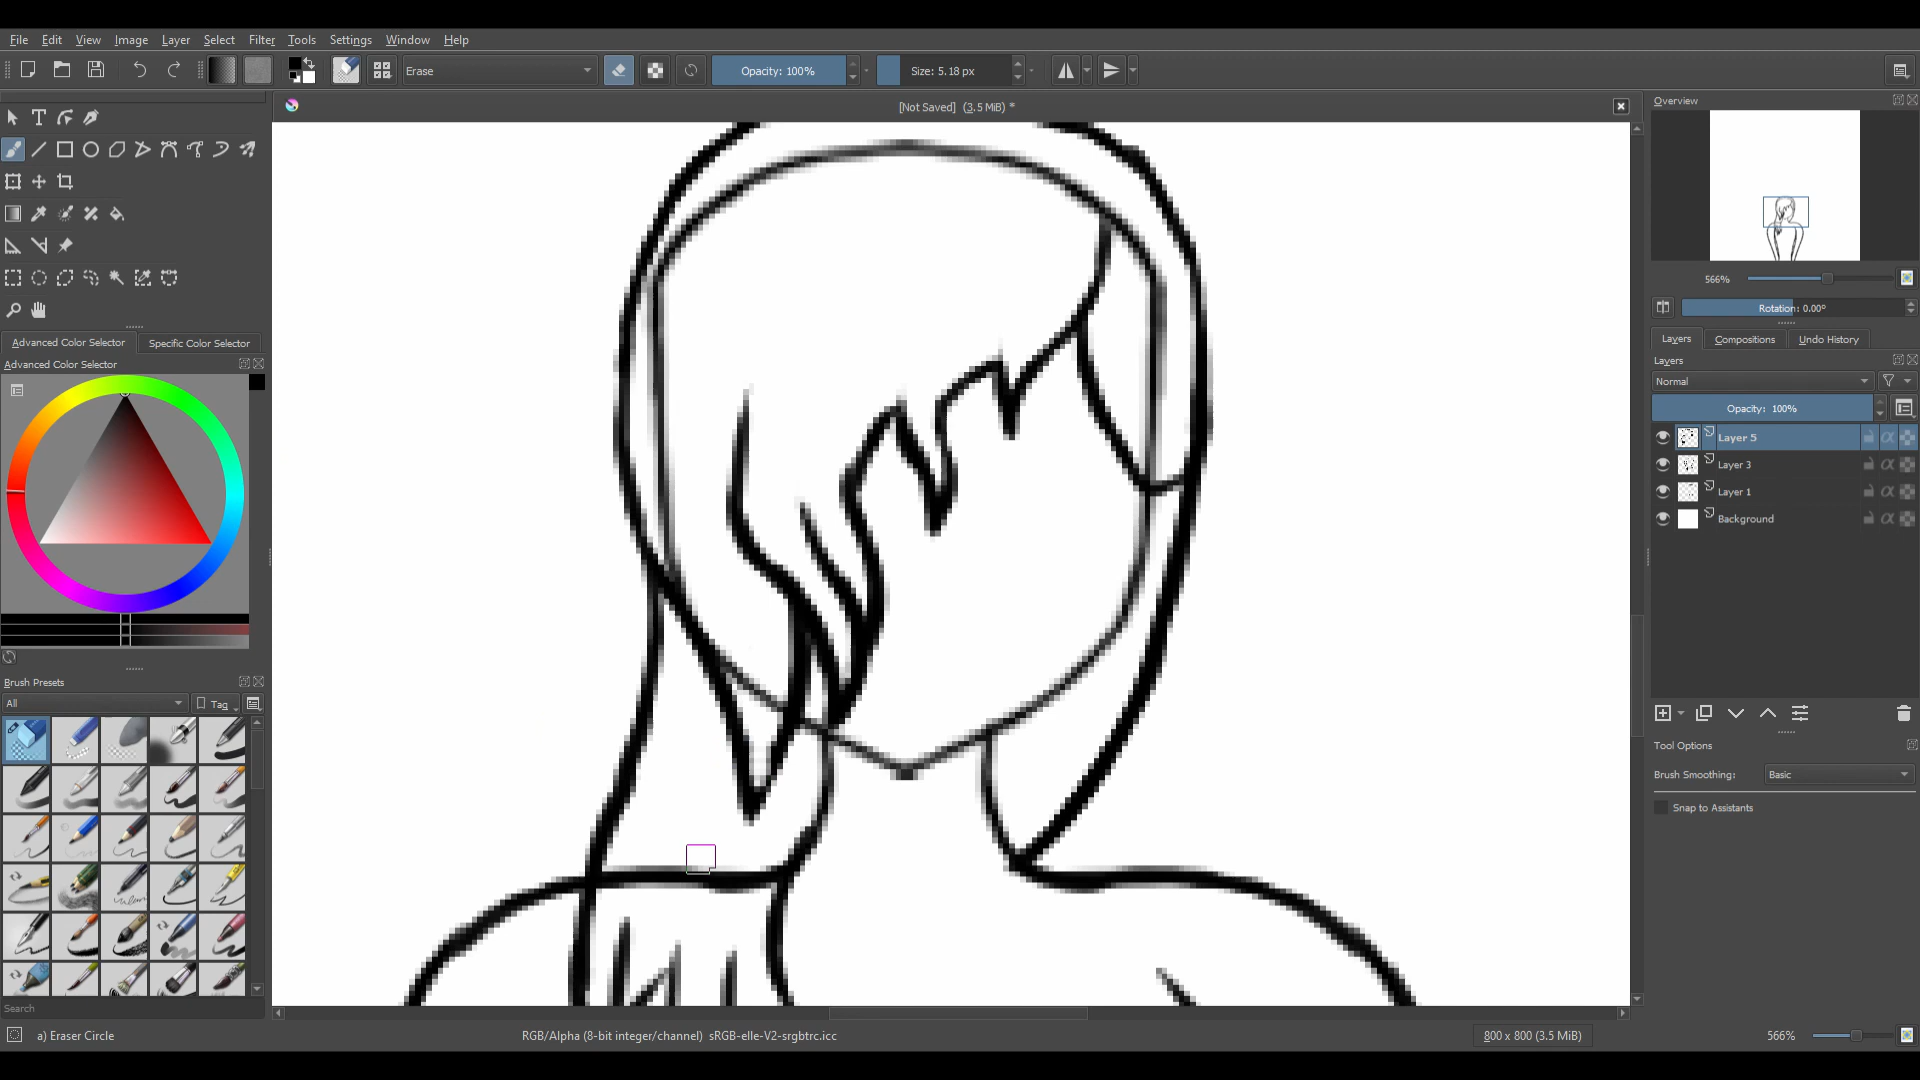 File Edit View Image Layer Select Filter Tools Settings Window Help
Erase Opacity: 100% Size: 5.18 px
[Not Saved] (3.5 MiB) *
Overview
566%
Rotation: 0.00°
Advanced Color Selector Specific Color Selector
Advanced Color Selector
Layers Compositions Undo History
Layers
Normal
Opacity: 100%
Layer 5
Layer 3
Layer 1
Background
Brush Presets
All Tag
Tool Options
Brush Smoothing: Basic
Snap to Assistants
Search
a) Eraser Circle RGB/Alpha (8-bit integer/channel) sRGB-elle-V2-srgbtrc.icc 800 x 800 (3.5 MiB) 566%